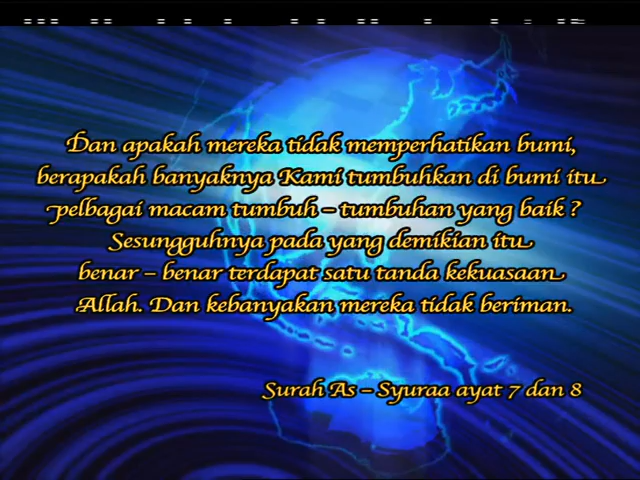 Dan apakah mereka tidak memperhatikan bumi,
berapakah banyaknya Kami tumbuhkan di bumi itu
pelbagai macam tumbuh – tumbuhan yang baik ?
Sesungguhnya pada yang demikian itu
benar – benar terdapat satu tanda kekuasaan
Allah. Dan kebanyakan mereka tidak beriman.
Surah As – Syuraa ayat 7 dan 8